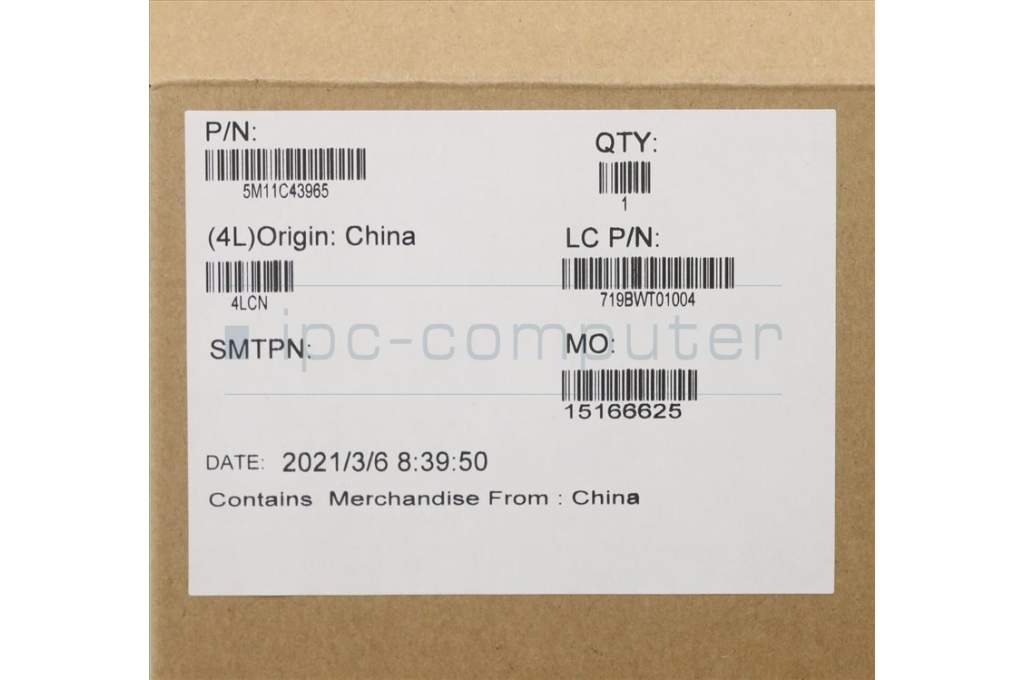 P/N:
5M11C43965
QTY:
1
(4L)Origin: China
4LCN
LC P/N:
719BWT01004
ipc-computer
SMTPN:
MO:
15166625
DATE: 2021/3/6 8:39:50
Contains Merchandise From : China